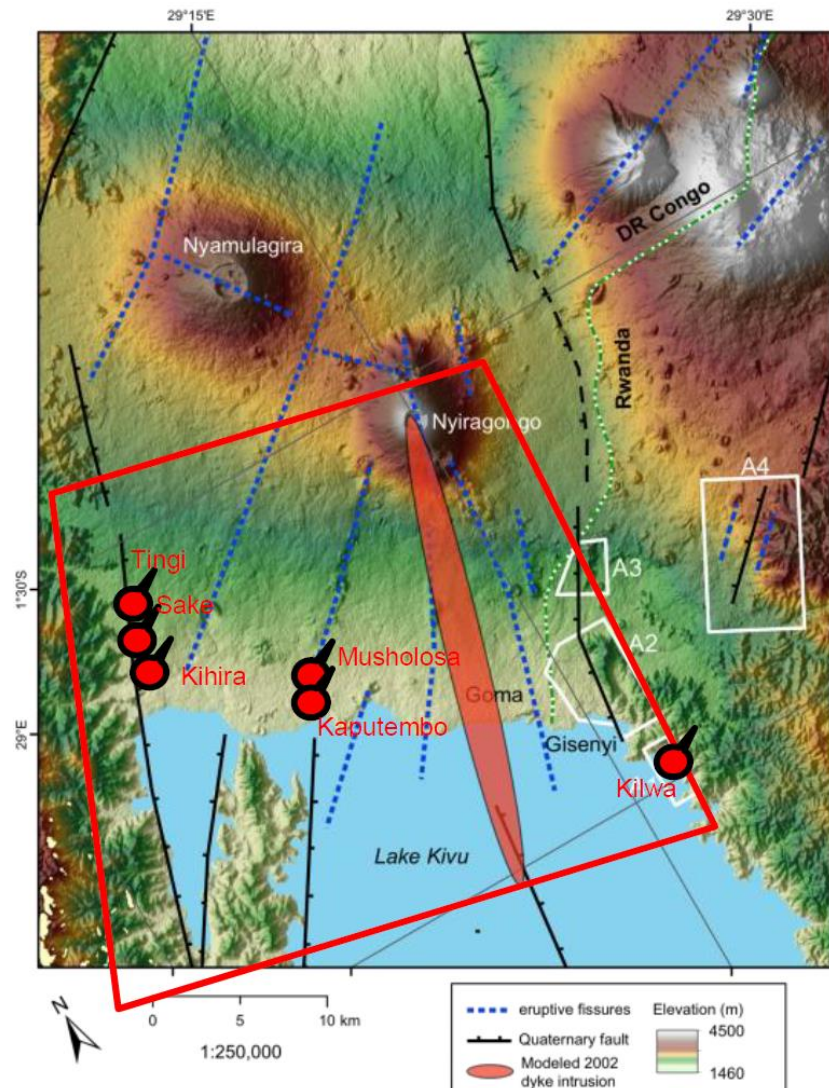 29°15'E
29°30'E
Nyamulagira
DR Congo
Rwanda
Nyiragongo
A4
Tingi
A3
1°30'S
Sake
A2
Kihira
Musholosa
Goma
Kaputembo
29°E
Gisenyi
Kilwa
Lake Kivu
N
0 5 10 km
1:250,000
eruptive fissures
Quaternary fault
Modeled 2002
dyke intrusion
Elevation (m)
4500
1460